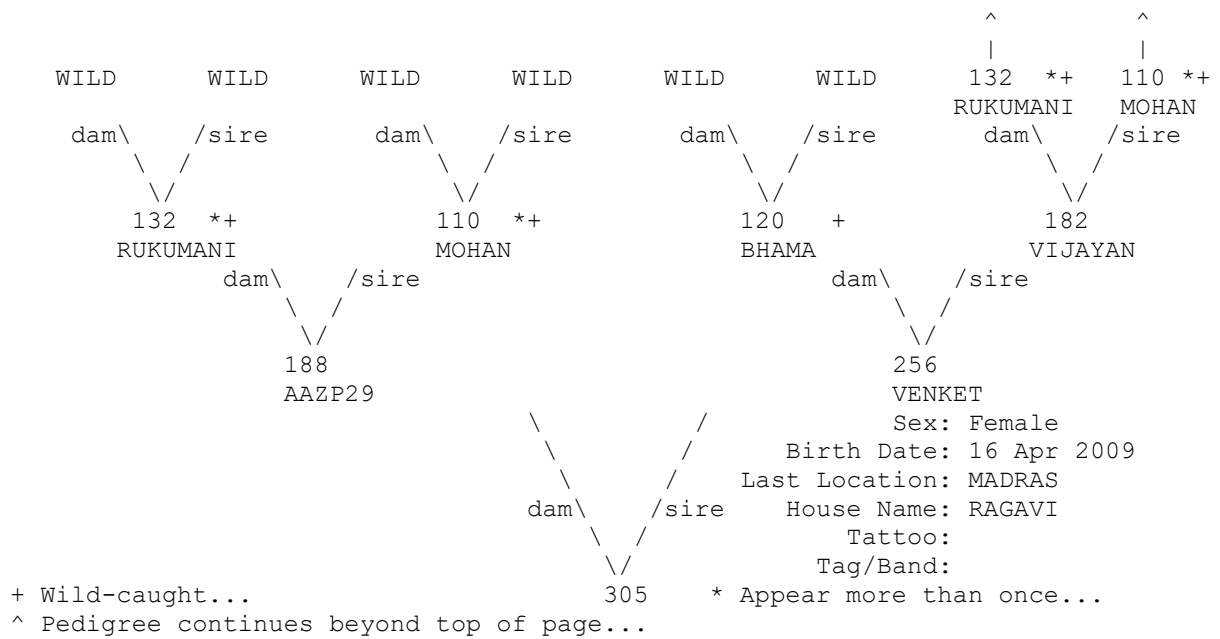 ^ ^
| |
WILD WILD WILD WILD WILD WILD 132 *+ 110 *+
RUKUMANI MOHAN
dam\ /sire dam\ /sire dam\ /sire dam\ /sire
\ / \ / \ / \ /
\/ \/ \/ \/
132 *+ 110 *+ 120 + 182
RUKUMANI MOHAN BHAMA VIJAYAN
dam\ /sire dam\ /sire
\ / \ /
\/ \/
188 256
AAZP29 VENKET
\ / Sex: Female
\ / Birth Date: 16 Apr 2009
\ / Last Location: MADRAS
dam\ /sire House Name: RAGAVI
\ / Tattoo:
\/ Tag/Band:
+ Wild-caught... 305 * Appear more than once...
^ Pedigree continues beyond top of page...